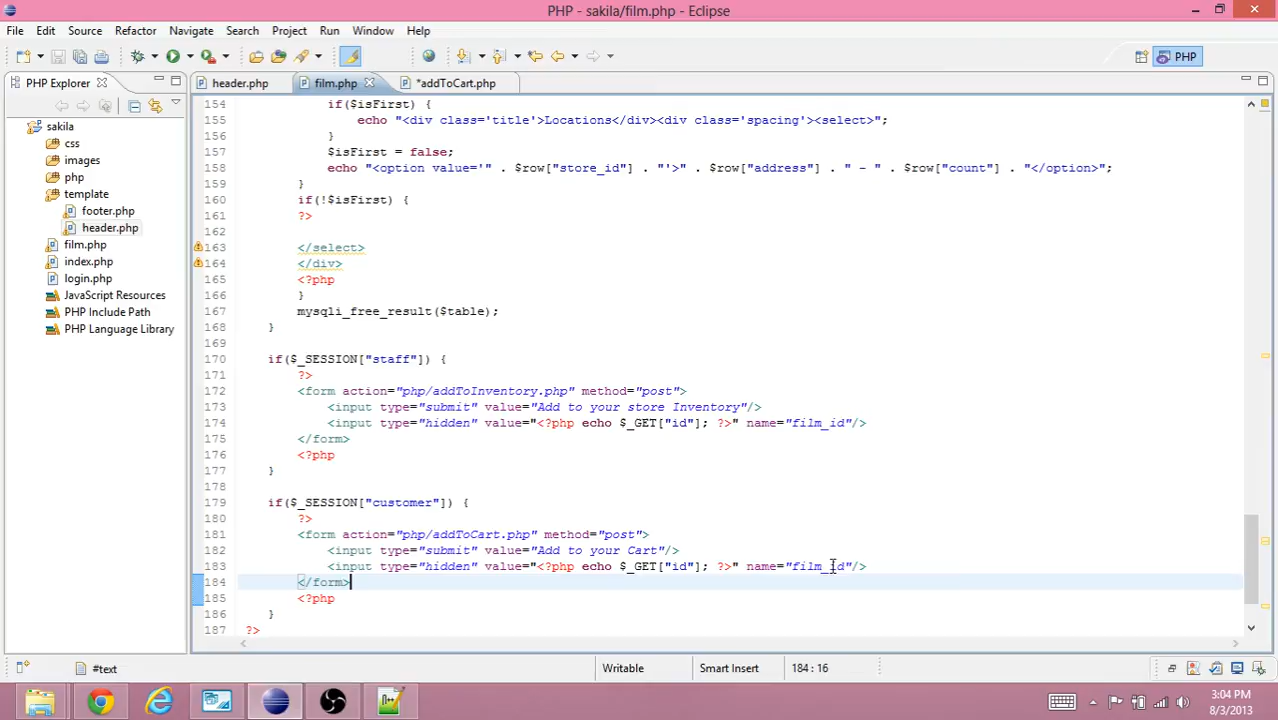 PHP - sakila/film.php - Eclipse
File Edit Source Refactor Navigate Search Project Run Window Help
PHP
PHP Explorer
header.php film.php *addToCart.php
sakila
css
images
php
template
footer.php
header.php
film.php
index.php
login.php
JavaScript Resources
PHP Include Path
PHP Language Library
154 if($isFirst) {
155 echo "<div class='title'>Locations</div><div class='spacing'><select>";
156 }
157 $isFirst = false;
158 echo "<option value='" . $row["store_id"] . "'>" . $row["address"] . " - " . $row["count"] . "</option>";
159 }
160 if(!$isFirst) {
161 ?>
162
163 </select>
164 </div>
165 <?php
166 }
167 mysqli_free_result($table);
168 }
169
170 if($_SESSION["staff"]) {
171 ?>
172 <form action="php/addToInventory.php" method="post">
173 <input type="submit" value="Add to your store Inventory"/>
174 <input type="hidden" value="<?php echo $_GET["id"]; ?>" name="film_id"/>
175 </form>
176 <?php
177 }
178
179 if($_SESSION["customer"]) {
180 ?>
181 <form action="php/addToCart.php" method="post">
182 <input type="submit" value="Add to your Cart"/>
183 <input type="hidden" value="<?php echo $_GET["id"]; ?>" name="film_id"/>
184 </form>
185 <?php
186 }
187 ?>
#text Writable Smart Insert 184 : 16
3:04 PM
8/3/2013